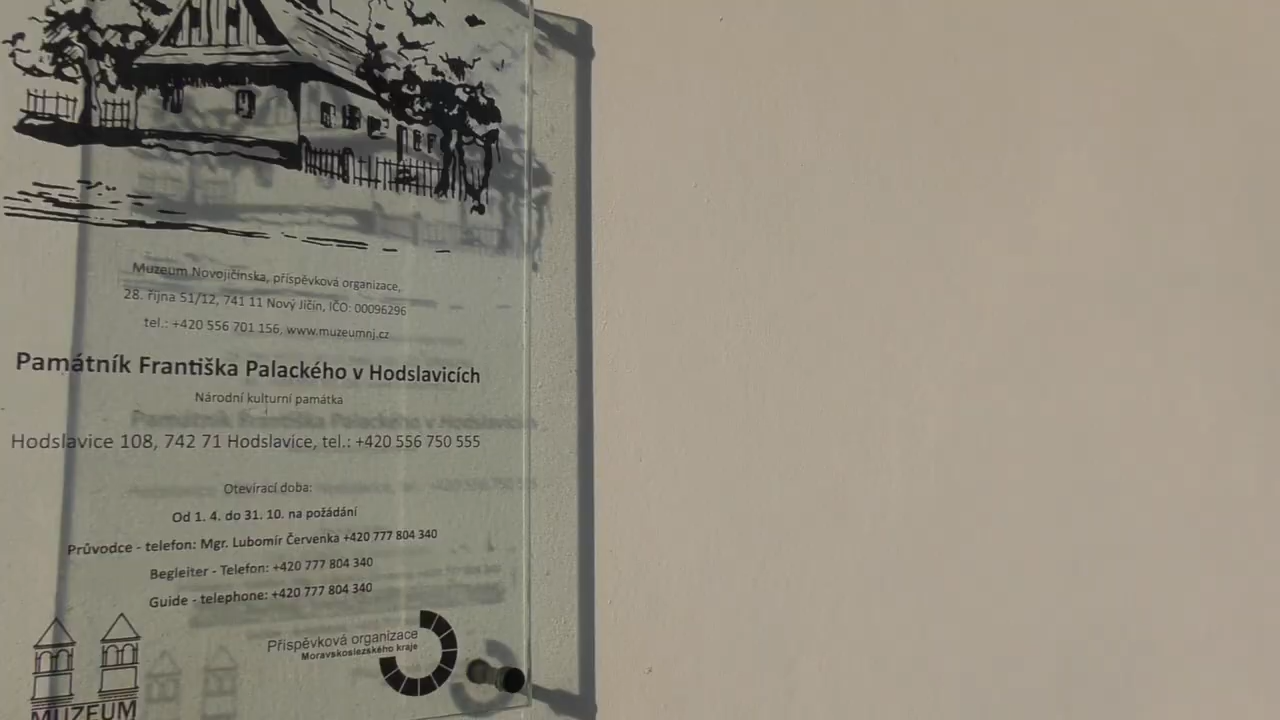 Muzeum Novojičínska, příspěvková organizace,
28. října 51/12, 741 11 Nový Jičín, IČO: 00096296
tel.: +420 556 701 156, www.muzeumnj.cz
Památník Františka Palackého v Hodslavicích
Národní kulturní památka
Hodslavice 108, 742 71 Hodslavice, tel.: +420 556 750 555
Otevírací doba:
Od 1. 4. do 31. 10. na požádání
Průvodce - telefon: Mgr. Lubomír Červenka +420 777 804 340
Begleiter - Telefon: +420 777 804 340
Guide - telephone: +420 777 804 340
Příspěvková organizace
Moravskoslezského kraje
MUZEUM